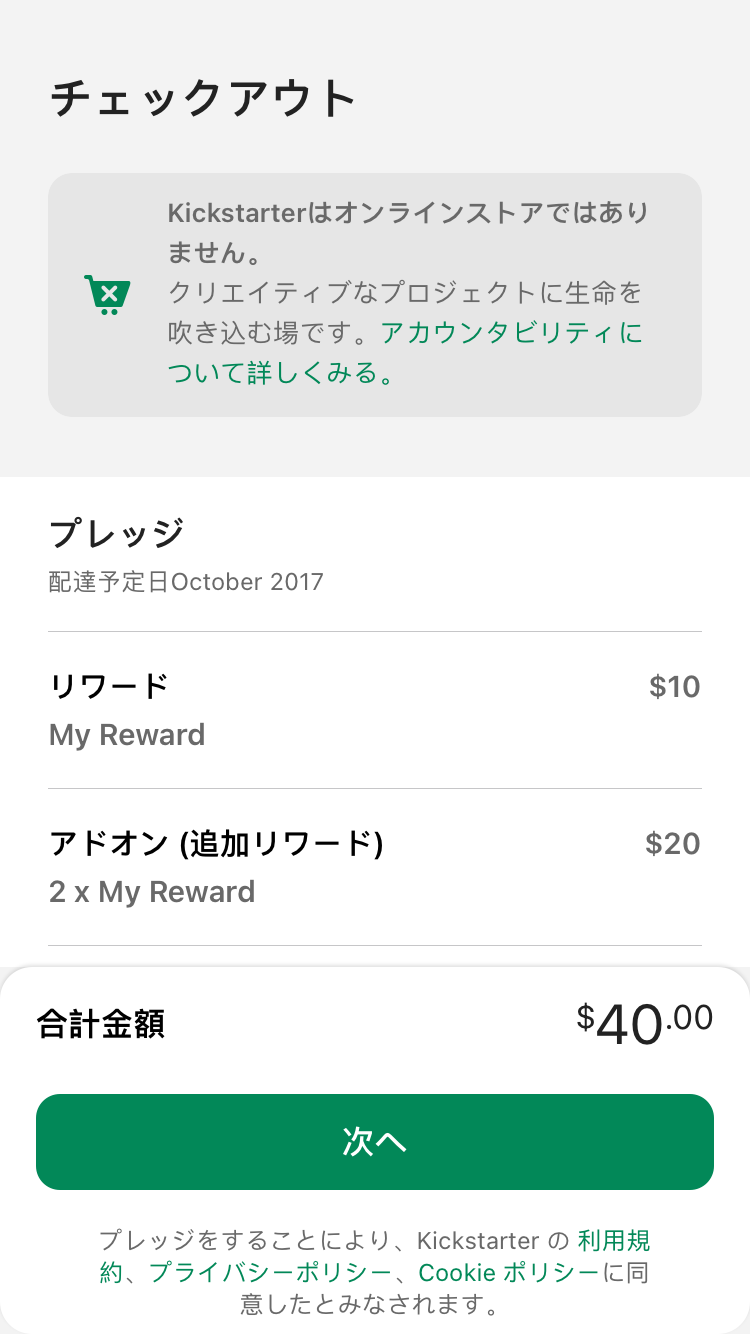 チェックアウト
Kickstarterはオンラインストアではあり
ません。
クリエイティブなプロジェクトに生命を
吹き込む場です。アカウンタビリティに
ついて詳しくみる。
プレッジ
配達予定日October 2017
リワード $10
My Reward
アドオン (追加リワード) $20
2 x My Reward
合計金額 $40.00
次へ
プレッジをすることにより、Kickstarter の 利用規
約、プライバシーポリシー、Cookie ポリシーに同
意したとみなされます。